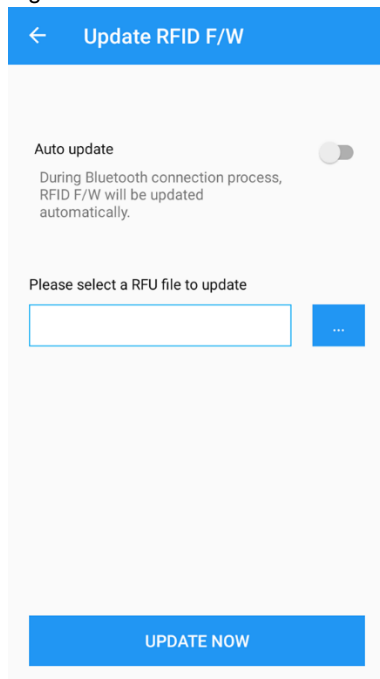 Update RFID F/W
Auto update
During Bluetooth connection process,
RFID F/W will be updated
automatically.
Please select a RFU file to update
...
UPDATE NOW